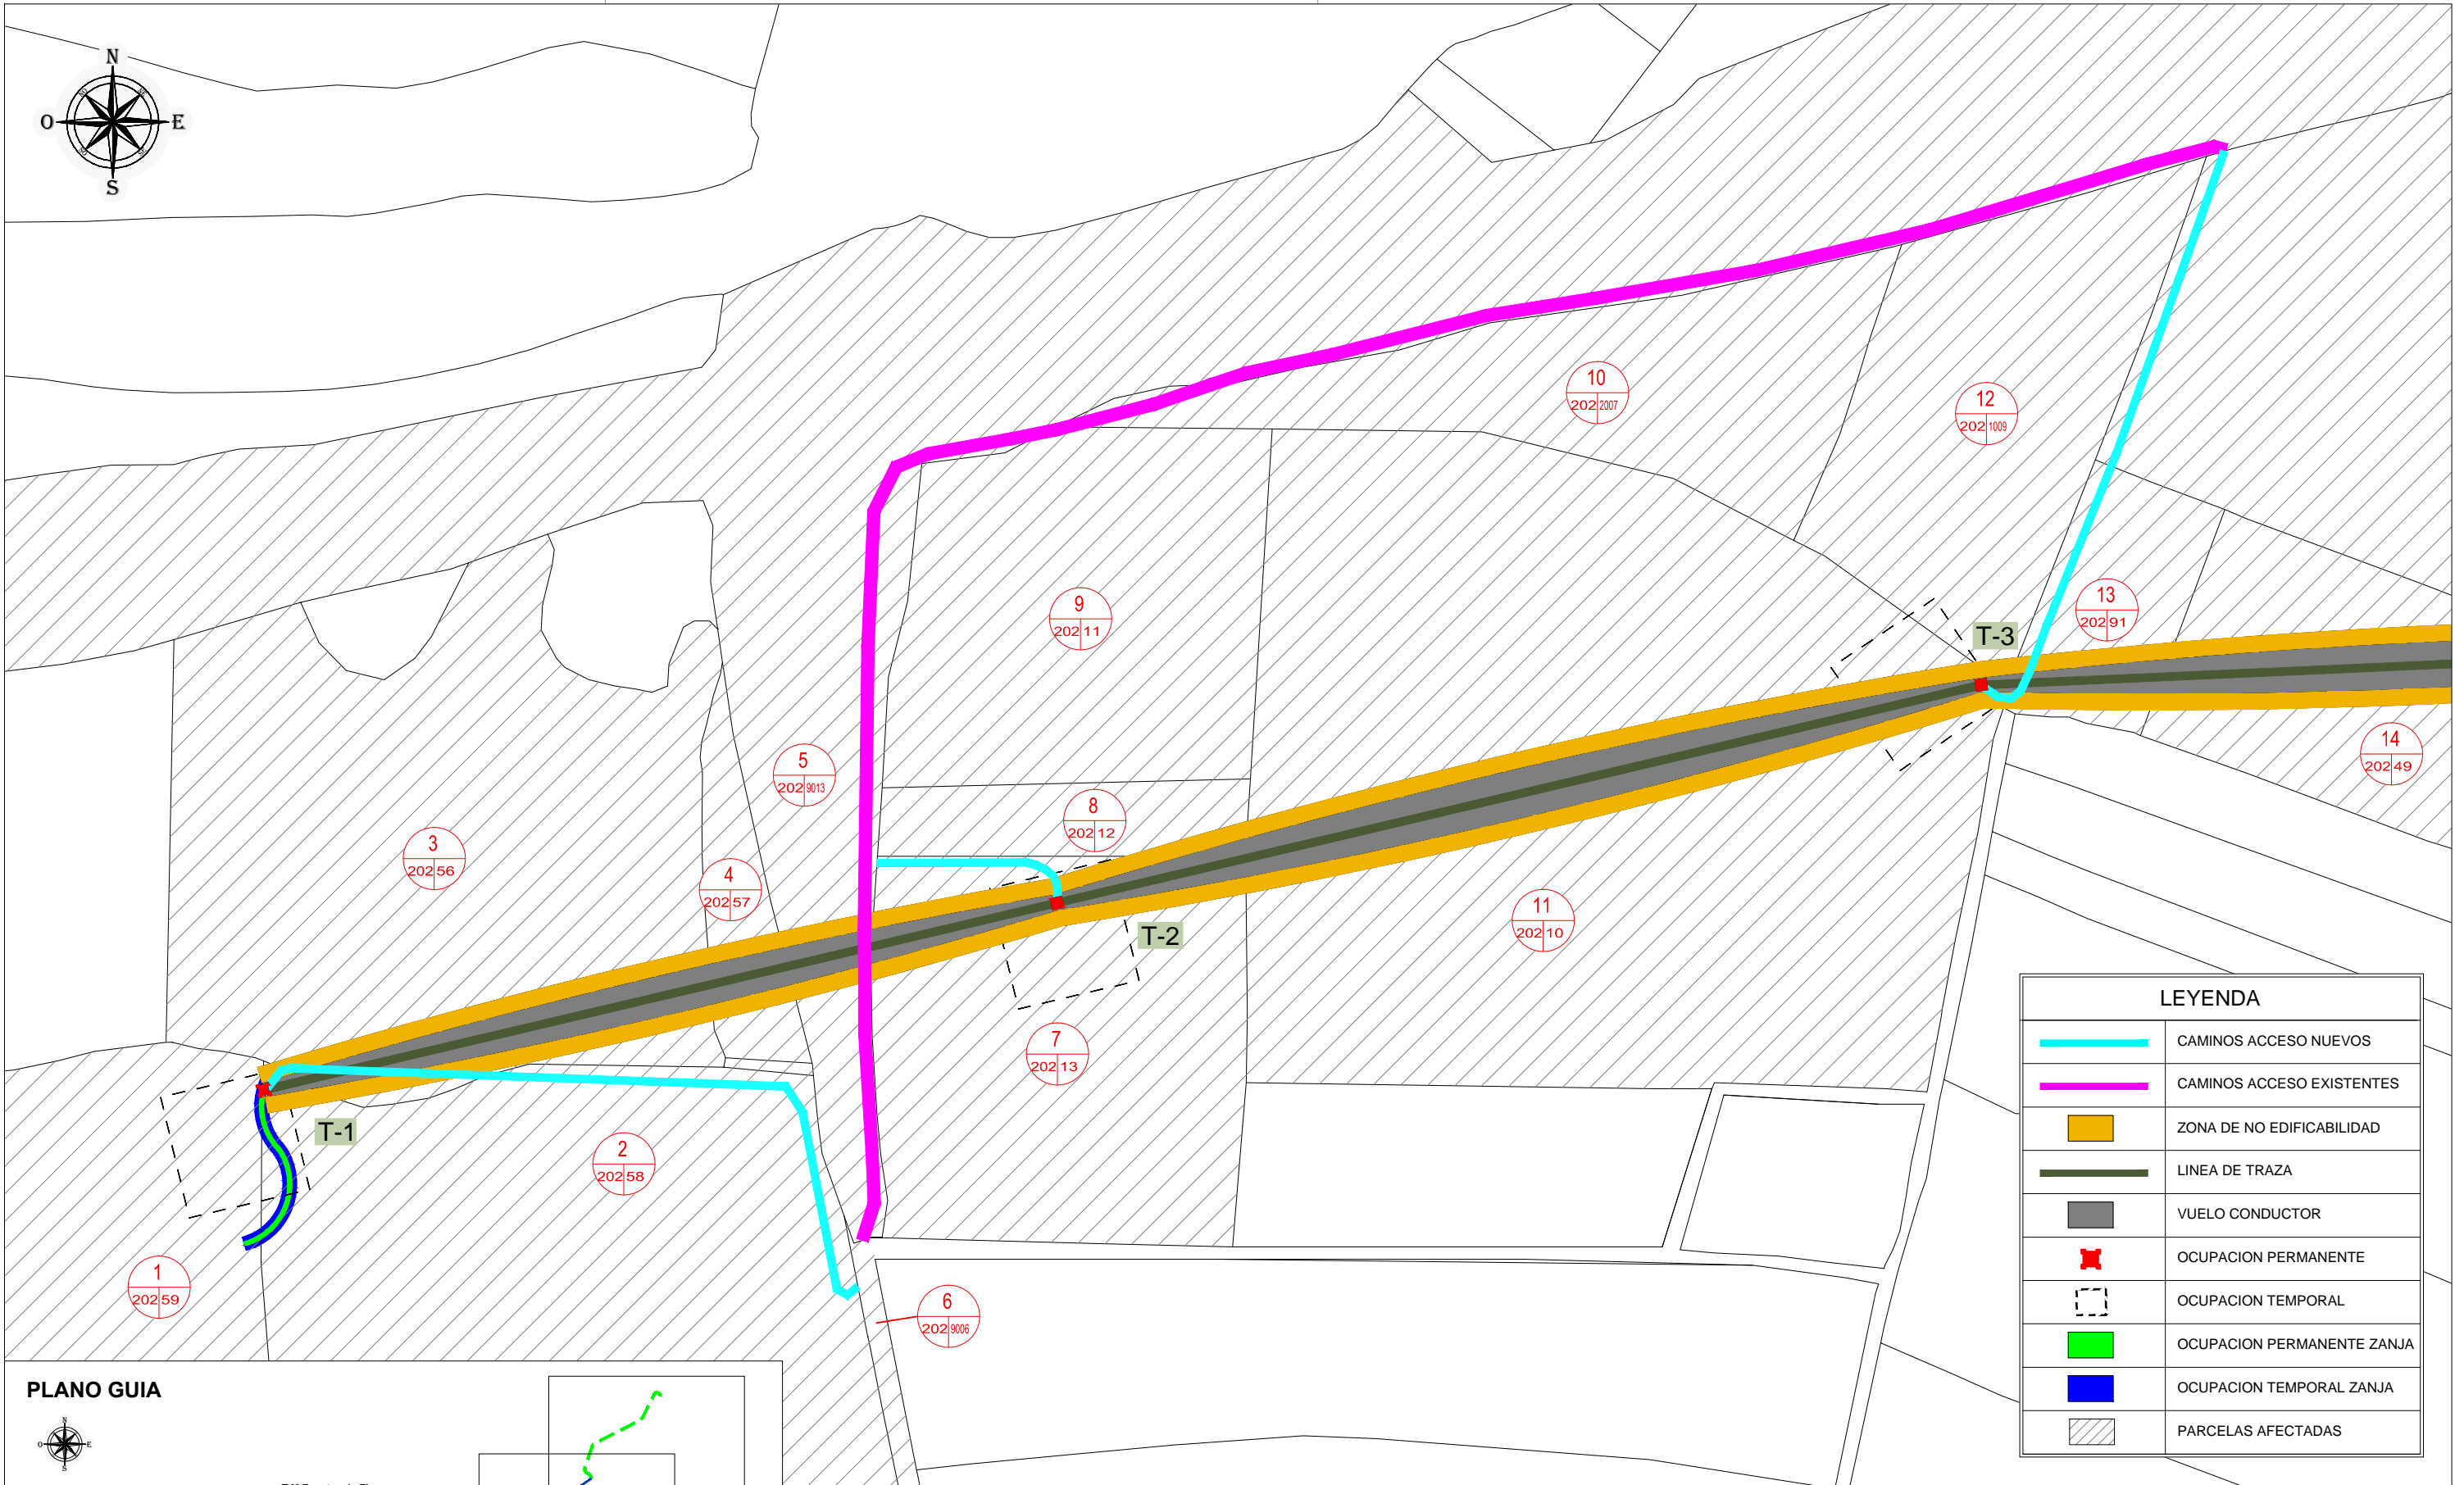 N
O E
S
10
202 2007
12
202 1009
9
202 11
13
202 91
T-3
5
202 9013
14
202 49
8
202 12
3
202 56
4
202 57
T-2
11
202 10
7
202 13
T-1
2
202 58
1
202 59
6
202 9006
LEYENDA
CAMINOS ACCESO NUEVOS
CAMINOS ACCESO EXISTENTES
ZONA DE NO EDIFICABILIDAD
LINEA DE TRAZA
VUELO CONDUCTOR
OCUPACION PERMANENTE
OCUPACION TEMPORAL
OCUPACION PERMANENTE ZANJA
OCUPACION TEMPORAL ZANJA
PARCELAS AFECTADAS
PLANO GUIA
N
O E
S